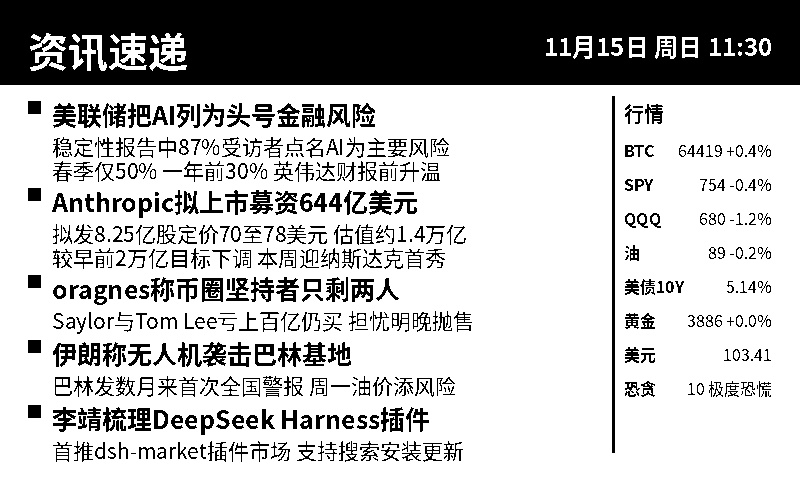 资讯速递
11月15日 周日 11:30
美联储把AI列为头号金融风险
稳定性报告中87%受访者点名AI为主要风险
春季仅50% 一年前30% 英伟达财报前升温
Anthropic拟上市募资644亿美元
拟发8.25亿股定价70至78美元 估值约1.4万亿
较早前2万亿目标下调 本周迎纳斯达克首秀
oragnes称币圈坚持者只剩两人
Saylor与Tom Lee亏上百亿仍买 担忧明晚抛售
伊朗称无人机袭击巴林基地
巴林发数月来首次全国警报 周一油价添风险
李靖梳理DeepSeek Harness插件
首推dsh-market插件市场 支持搜索安装更新
行情
BTC 64419 +0.4%
SPY 754 -0.4%
QQQ 680 -1.2%
油 89 -0.2%
美债10Y 5.14%
黄金 3886 +0.0%
美元 103.41
恐贪 10 极度恐慌